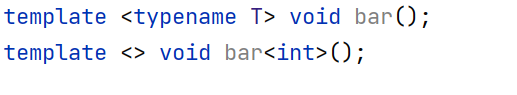 template <typename T> void bar();
template <> void bar<int>();